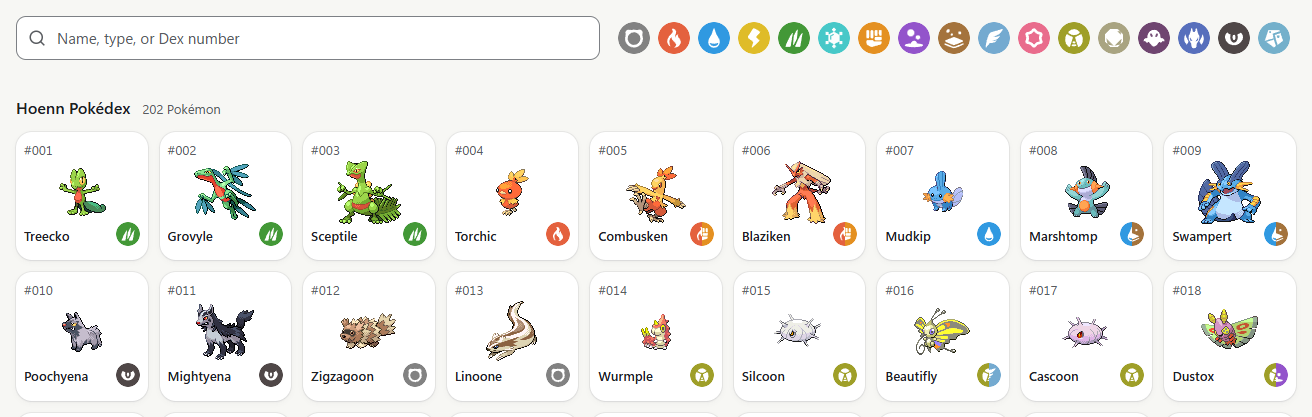 Name, type, or Dex number
Hoenn Pokédex 202 Pokémon
#001 #002 #003 #004 #005 #006 #007 #008 #009
Treecko Grovyle Sceptile Torchic Combusken Blaziken Mudkip Marshtomp Swampert
#010 #011 #012 #013 #014 #015 #016 #017 #018
Poochyena Mightyena Zigzagoon Linoone Wurmple Silcoon Beautifly Cascoon Dustox